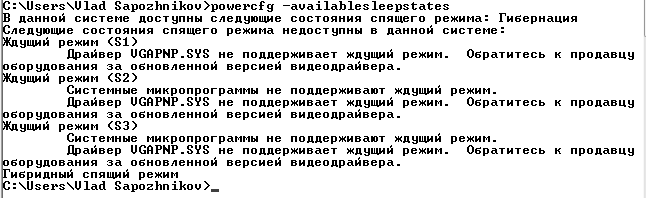 C:\Users\Vlad Sapozhnikov>powercfg -availablesleepstates
В данной системе доступны следующие состояния спящего режима: Гибернация
Следующие состояния спящего режима недоступны в данной системе:
Ждущий режим (S1)
Драйвер VGAPNP.SYS не поддерживает ждущий режим. Обратитесь к продавцу
оборудования за обновленной версией видеодрайвера.
Ждущий режим (S2)
Системные микропрограммы не поддерживают ждущий режим.
Драйвер VGAPNP.SYS не поддерживает ждущий режим. Обратитесь к продавцу
оборудования за обновленной версией видеодрайвера.
Ждущий режим (S3)
Системные микропрограммы не поддерживают ждущий режим.
Драйвер VGAPNP.SYS не поддерживает ждущий режим. Обратитесь к продавцу
оборудования за обновленной версией видеодрайвера.
Гибридный спящий режим
C:\Users\Vlad Sapozhnikov>_